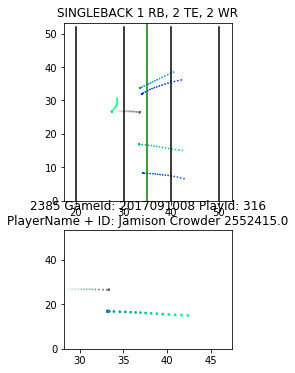 SINGLEBACK 1 RB, 2 TE, 2 WR
50
40
30
20
10
0
20 30 40 50
2385 GameId: 2017091008 PlayId: 316
PlayerName + ID: Jamison Crowder 2552415.0
40
20
0
30 35 40 45